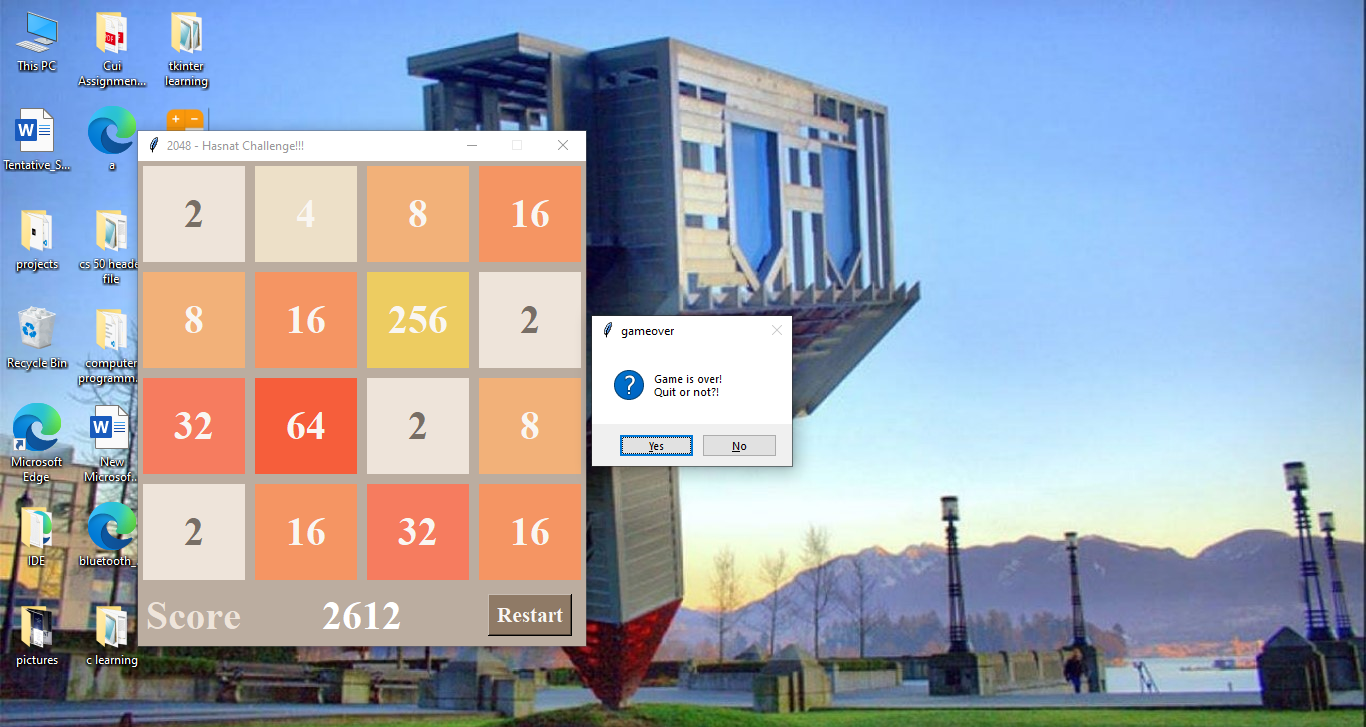 This PC
Cui
Assignmen...
tkinter
learning
Tentative_S...
a
projects
cs 50 heade
file
Recycle Bin
computer
programm...
Microsoft
Edge
New
Microsof...
IDE
bluetooth_
pictures
c learning
2048 - Hasnat Challenge!!!
2 4 8 16
8 16 256 2
32 64 2 8
2 16 32 16
Score 2612 Restart
gameover
Game is over!
Quit or not?!
Yes No